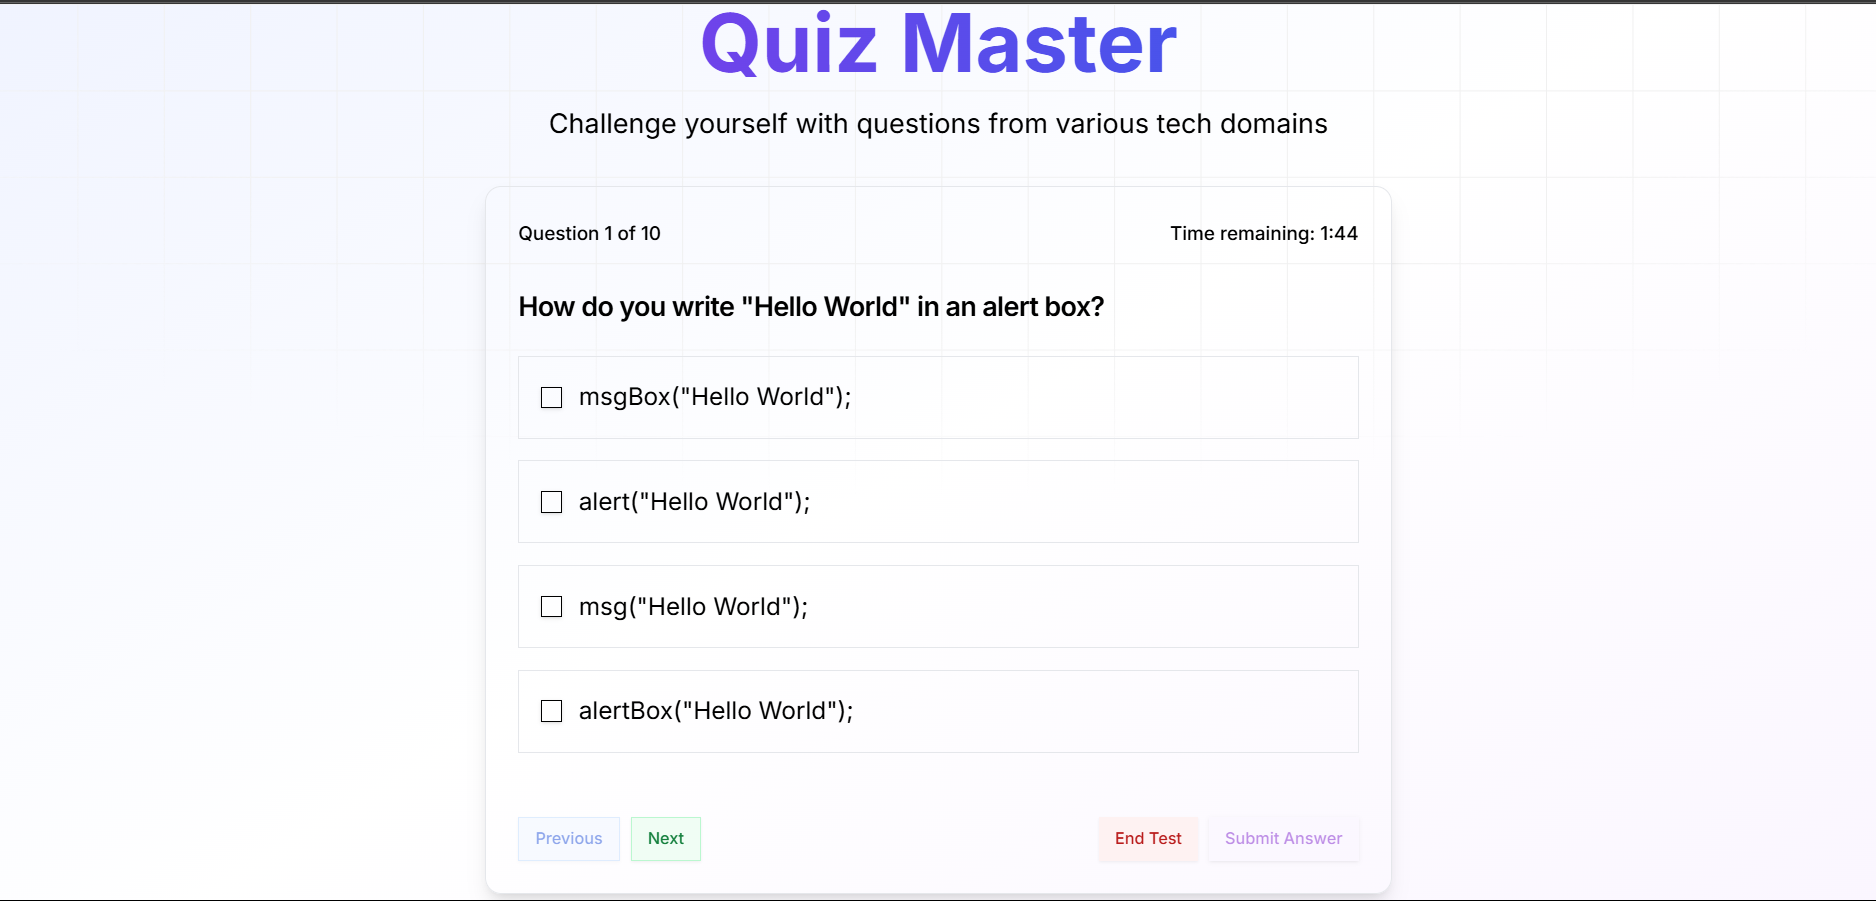 Quiz Master
Challenge yourself with questions from various tech domains
Question 1 of 10
Time remaining: 1:44
How do you write "Hello World" in an alert box?
msgBox("Hello World");
alert("Hello World");
msg("Hello World");
alertBox("Hello World");
Previous
Next
End Test
Submit Answer